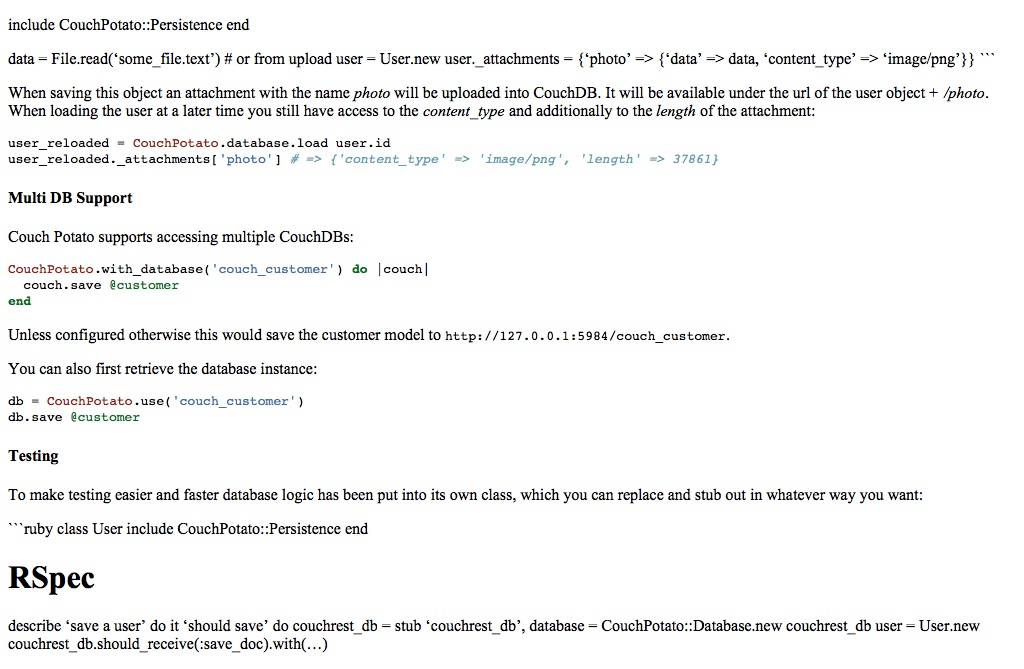 include CouchPotato::Persistence end
data = File.read(‘some_file.text’) # or from upload user = User.new user._attachments = {‘photo’ => {‘data’ => data, ‘content_type’ => ‘image/png’}} ```
When saving this object an attachment with the name photo will be uploaded into CouchDB. It will be available under the url of the user object + /photo.
When loading the user at a later time you still have access to the content_type and additionally to the length of the attachment:
user_reloaded = CouchPotato.database.load user.id
user_reloaded._attachments['photo'] # => {'content_type' => 'image/png', 'length' => 37861}
Multi DB Support
Couch Potato supports accessing multiple CouchDBs:
CouchPotato.with_database('couch_customer') do |couch|
  couch.save @customer
end
Unless configured otherwise this would save the customer model to http://127.0.0.1:5984/couch_customer.
You can also first retrieve the database instance:
db = CouchPotato.use('couch_customer')
db.save @customer
Testing
To make testing easier and faster database logic has been put into its own class, which you can replace and stub out in whatever way you want:
```ruby class User include CouchPotato::Persistence end
RSpec
describe ‘save a user’ do it ‘should save’ do couchrest_db = stub ‘couchrest_db’, database = CouchPotato::Database.new couchrest_db user = User.new
couchrest_db.should_receive(:save_doc).with(…)